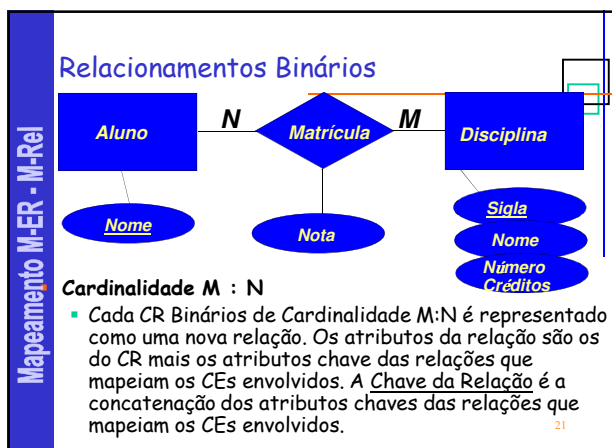 Mapeamento M-ER - M-Rel
Relacionamentos Binários
Aluno
N
Matrícula
M
Disciplina
Nome
Nota
Sigla
Nome
Número
Créditos
Cardinalidade M : N
Cada CR Binários de Cardinalidade M:N é representado
como uma nova relação. Os atributos da relação são os
do CR mais os atributos chave das relações que
mapeiam os CEs envolvidos. A Chave da Relação é a
concatenação dos atributos chaves das relações que
mapeiam os CEs envolvidos.
21